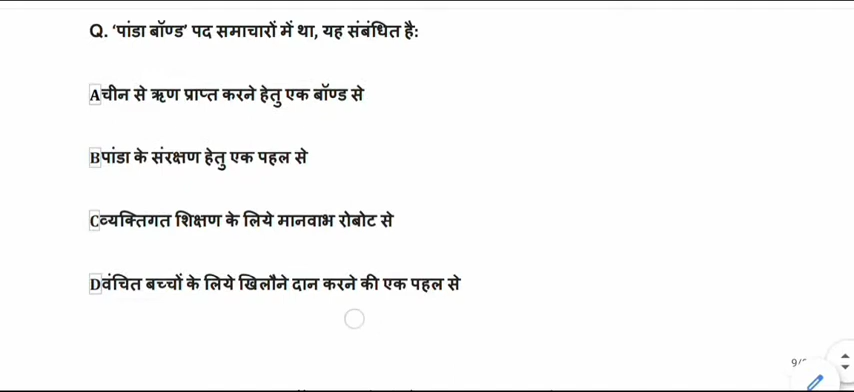 Q. ‘पांडा बॉण्ड’ पद समाचारों में था, यह संबंधित है:
Aचीन से ऋण प्राप्त करने हेतु एक बॉण्ड से
Bपांडा के संरक्षण हेतु एक पहल से
Cव्यक्तिगत शिक्षण के लिये मानवाभ रोबोट से
Dवंचित बच्चों के लिये खिलौने दान करने की एक पहल से